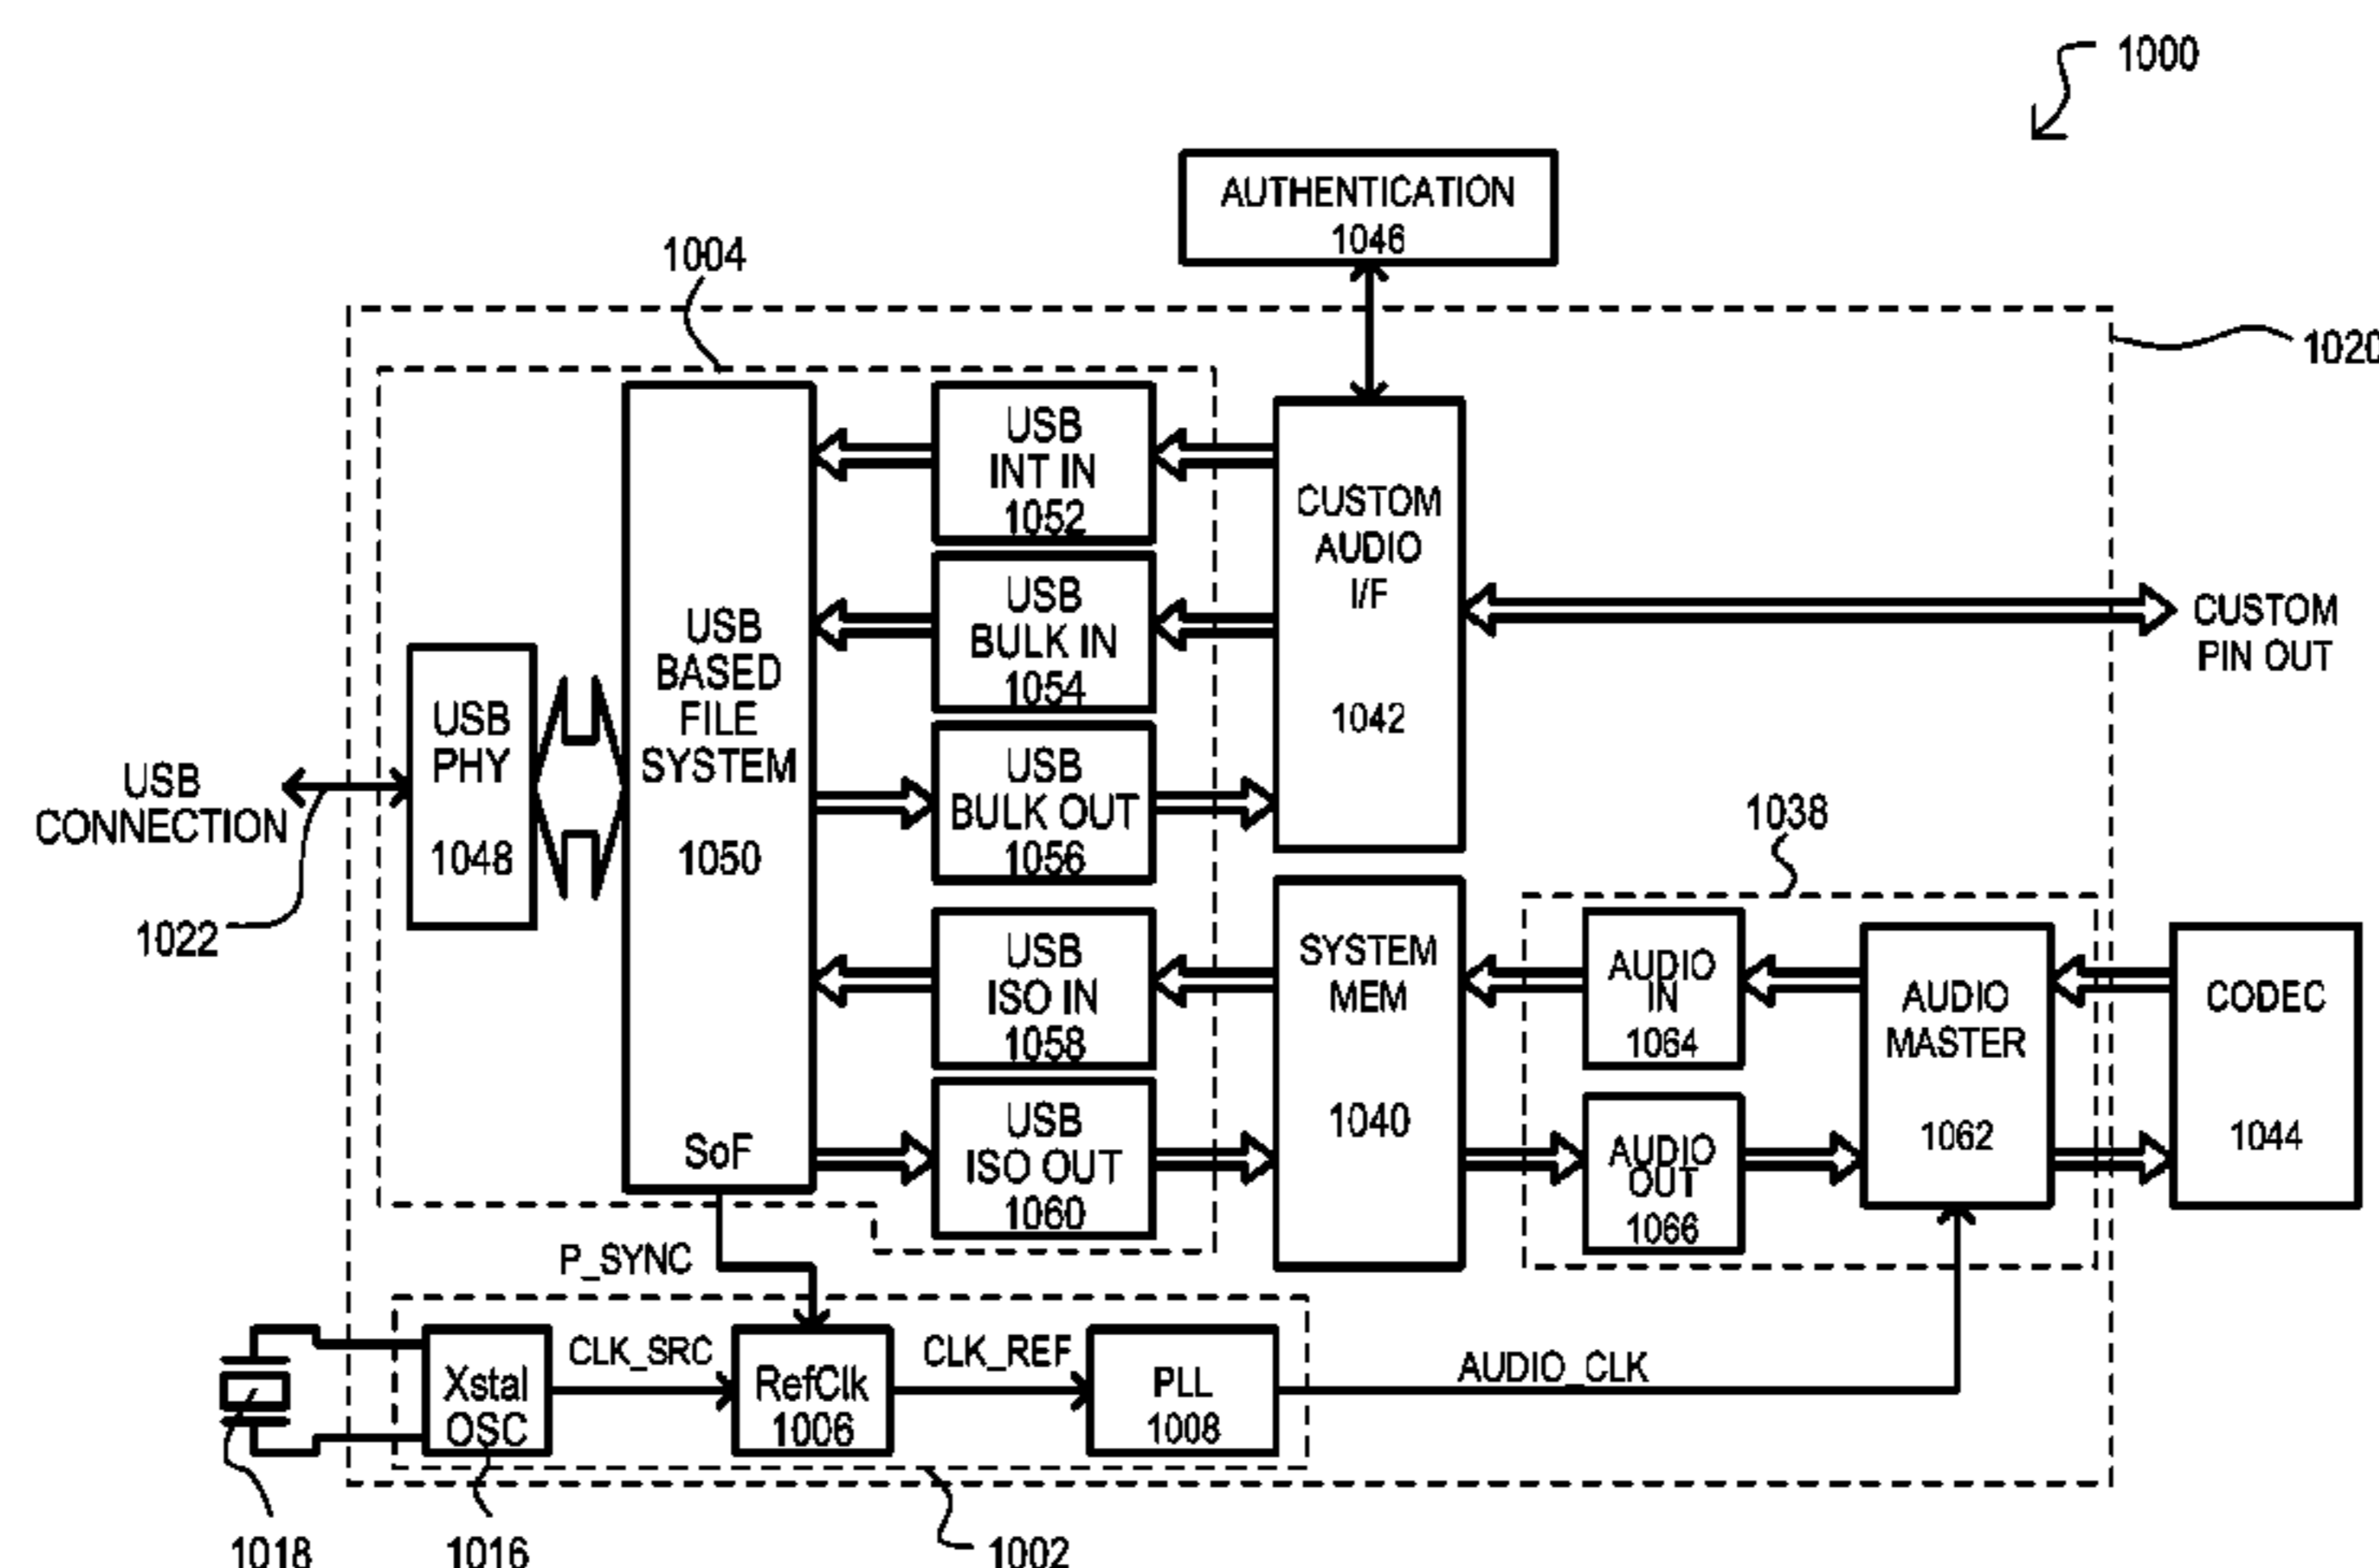 1000
AUTHENTICATION
1046
1004
1020
USB
INT IN
1052
CUSTOM
AUDIO
I/F
1042
USB
BULK IN
1054
USB
BASED
FILE
SYSTEM
1050
SoF
CUSTOM
PIN OUT
USB
PHY
1048
USB
CONNECTION
1022
USB
BULK OUT
1056
1038
USB
ISO IN
1058
SYSTEM
MEM
1040
AUDIO
IN
1064
AUDIO
MASTER
1062
CODEC
1044
USB
ISO OUT
1060
AUDIO
OUT
1066
P_SYNC
Xstal
OSC
CLK_SRC
RefClk
1006
CLK_REF
PLL
1008
AUDIO_CLK
1018
1016
1002